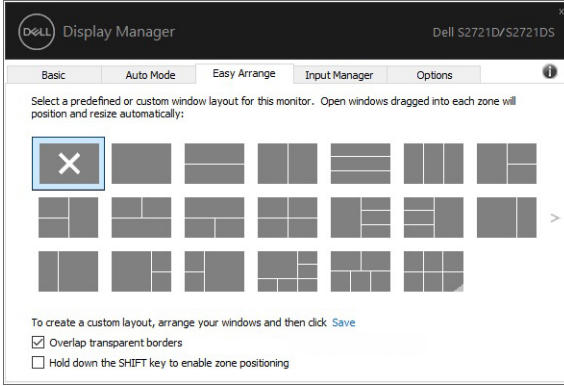 x
DELL Display Manager Dell S2721D/S2721DS
Basic Auto Mode Easy Arrange Input Manager Options i
Select a predefined or custom window layout for this monitor. Open windows dragged into each zone will
position and resize automatically:
>
To create a custom layout, arrange your windows and then click Save
Overlap transparent borders
Hold down the SHIFT key to enable zone positioning